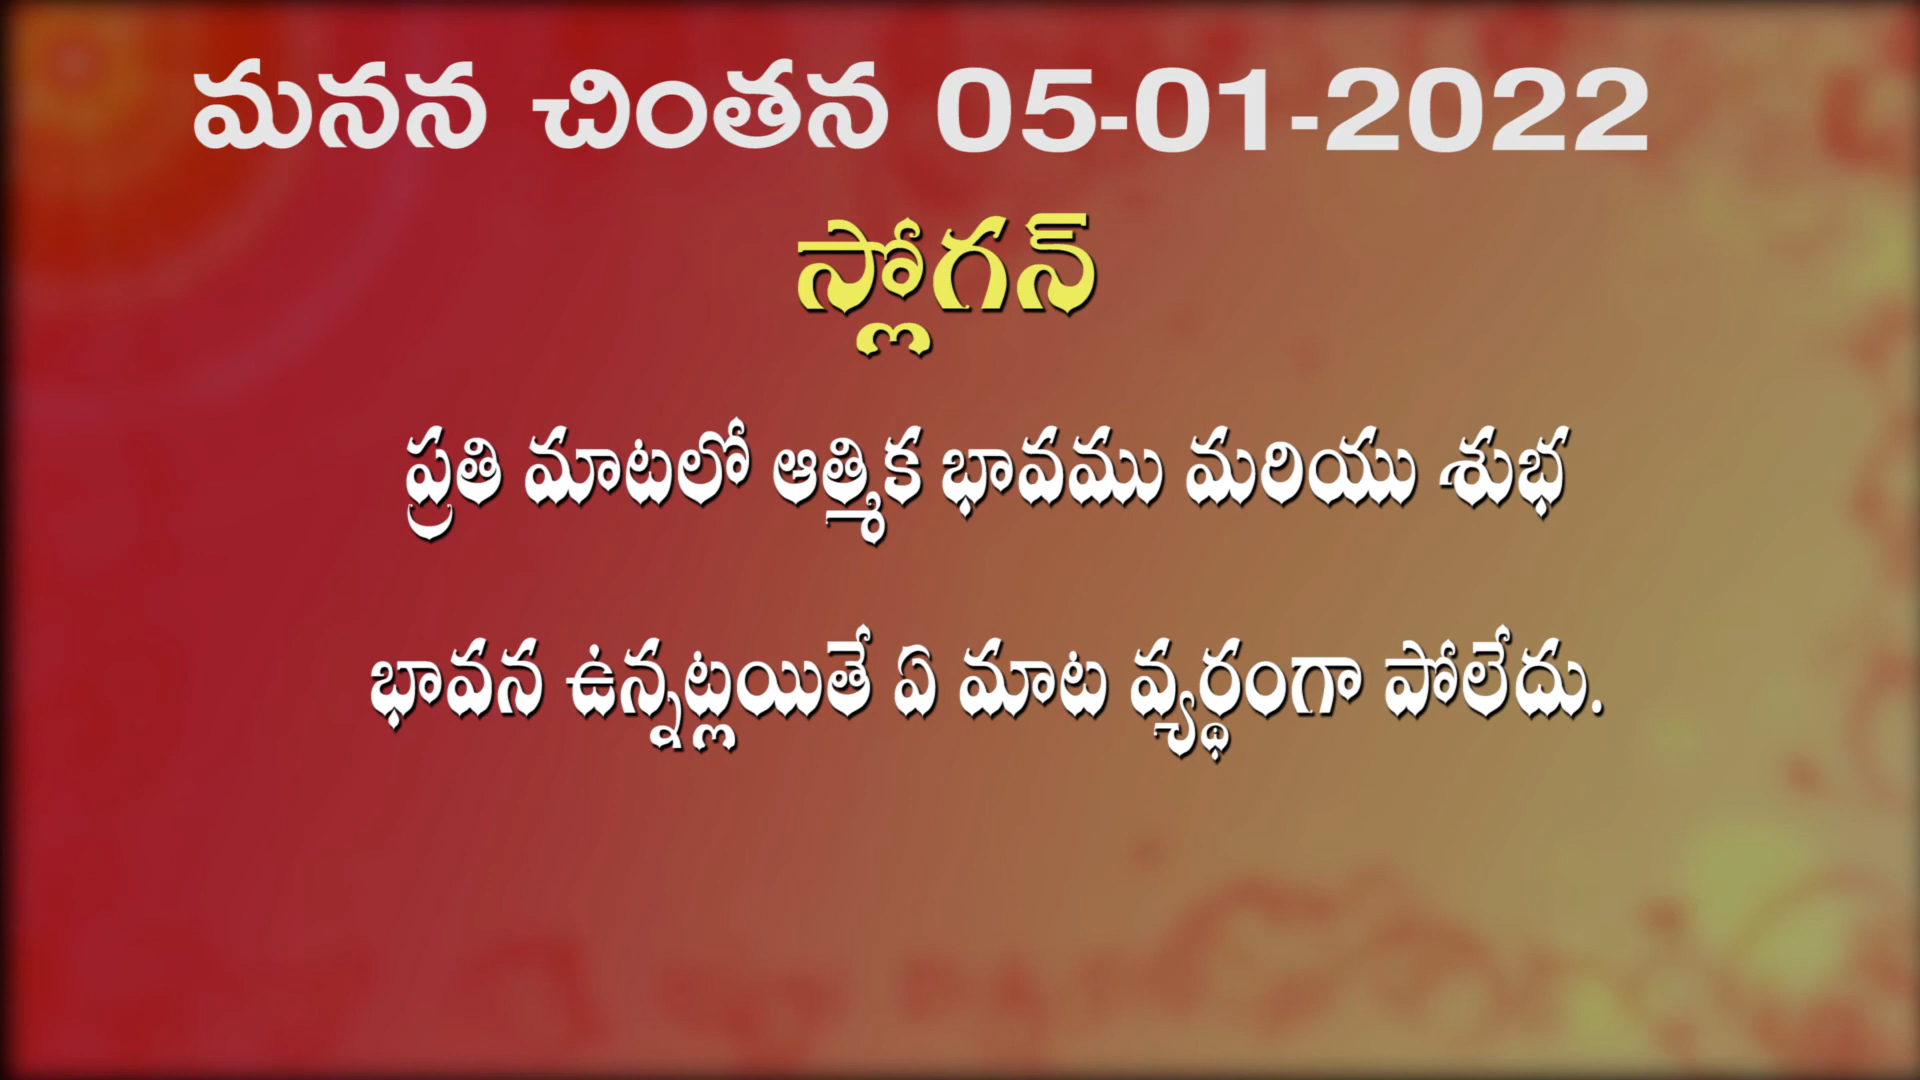 మనన చింతన 05-01-2022
స్లోగన్
ప్రతి మాటలో ఆత్మిక భావము మరియు శుభ
భావన ఉన్నట్లయితే ఏ మాట వ్యర్థంగా పోలేదు.